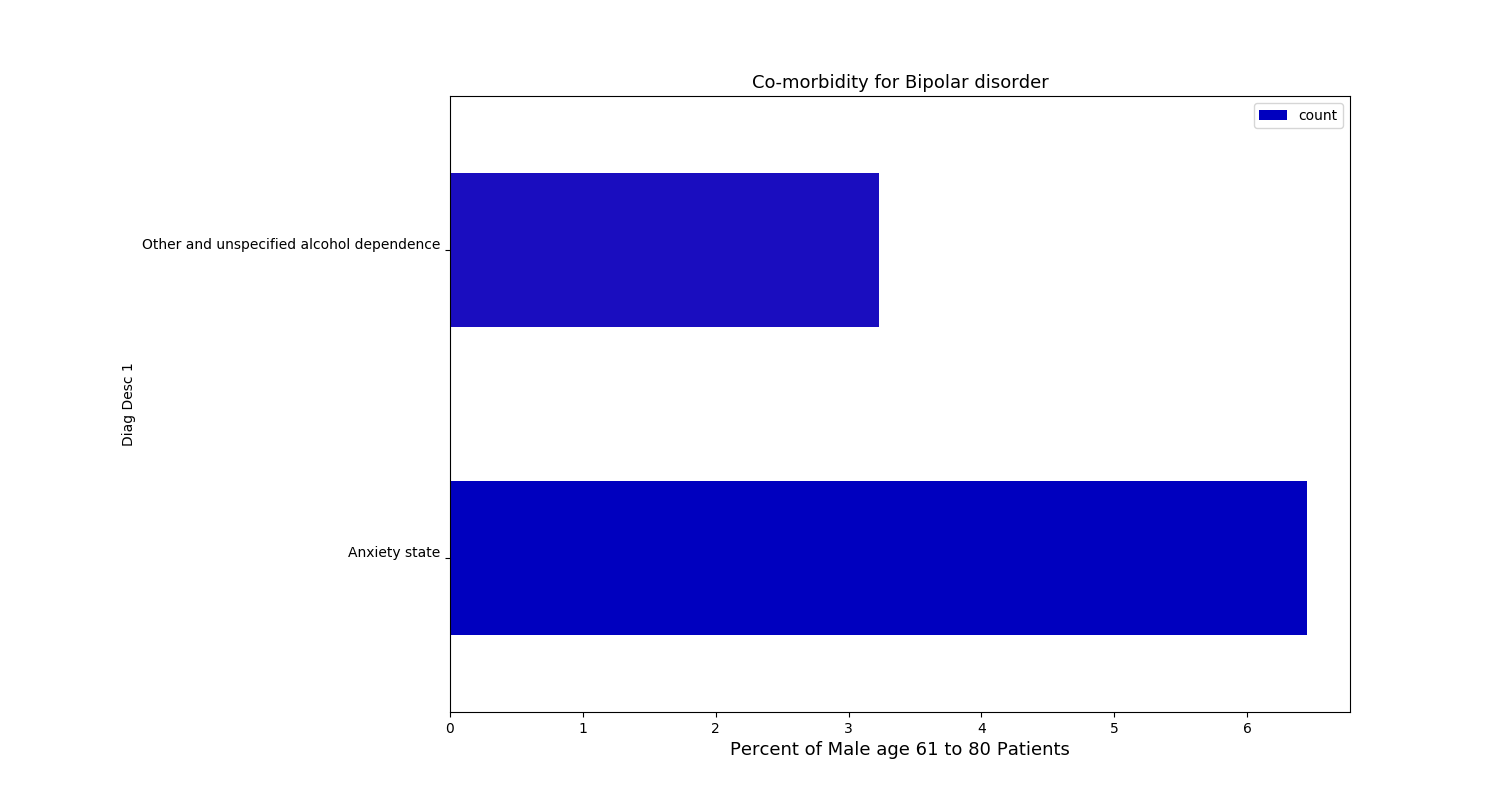 Co-morbidity for Bipolar disorder
count
Other and unspecified alcohol dependence
Diag Desc 1
Anxiety state
0 1 2 3 4 5 6
Percent of Male age 61 to 80 Patients